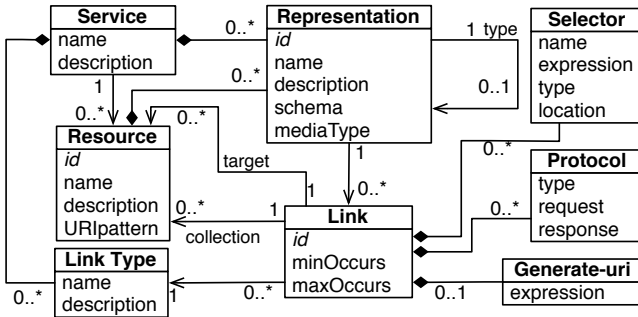 Service
name
description
Representation
id
name
description
schema
mediaType
Selector
name
expression
type
location
0..*
0..*
1 type
0..1
1
0..*
0..*
Resource
id
name
description
URIpattern
target
1
0..*
0..*
Protocol
type
request
response
0..*
0..*
1
1
collection
Link
id
minOccurs
maxOccurs
Link Type
name
description
0..*
1
0..*
0..1
Generate-uri
expression